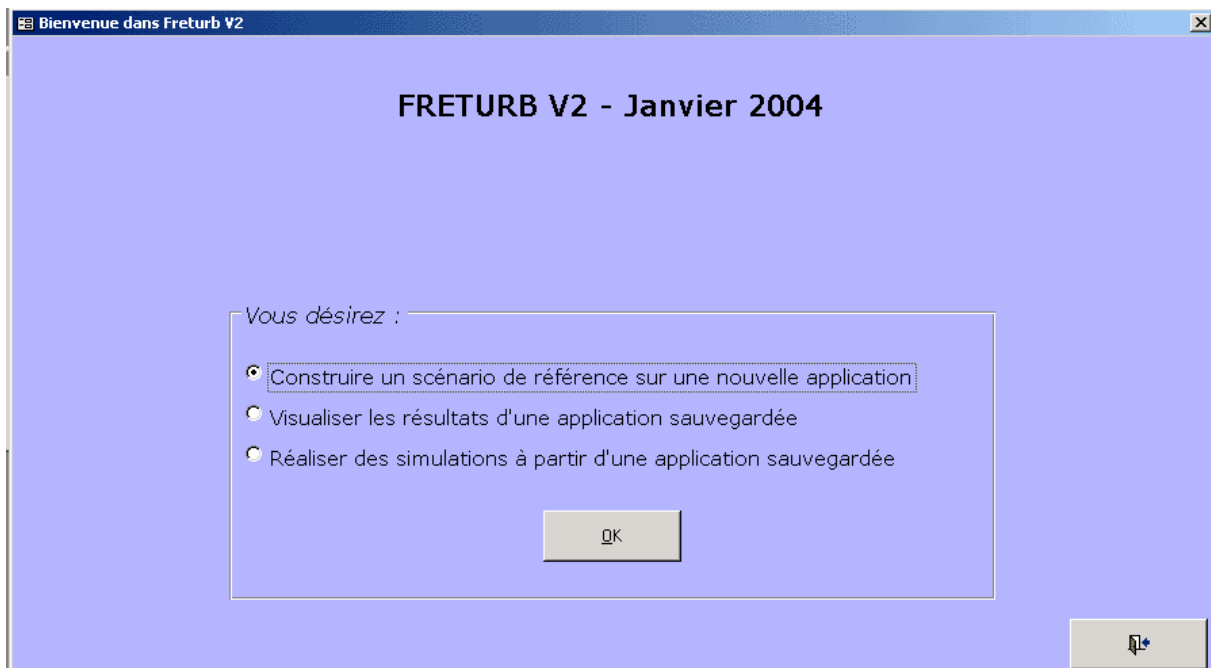 Bienvenue dans Freturb V2
FRETURB V2 - Janvier 2004
Vous désirez :
Construire un scénario de référence sur une nouvelle application
Visualiser les résultats d'une application sauvegardée
Réaliser des simulations à partir d'une application sauvegardée
OK